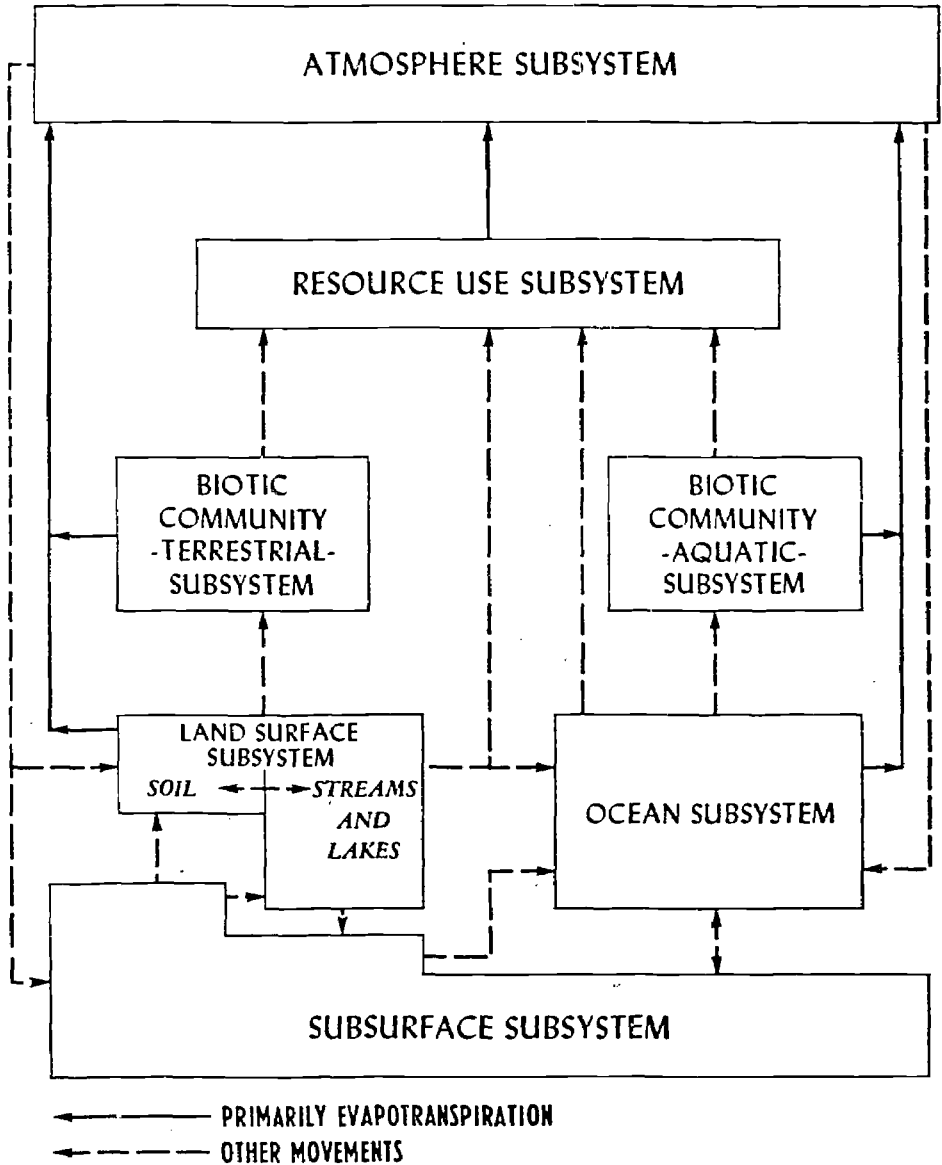 ATMOSPHERE SUBSYSTEM
RESOURCE USE SUBSYSTEM
BIOTIC
COMMUNITY
-TERRESTRIAL-
SUBSYSTEM
BIOTIC
COMMUNITY
-AQUATIC-
SUBSYSTEM
LAND SURFACE
SUBSYSTEM
SOIL
STREAMS
AND
LAKES
OCEAN SUBSYSTEM
SUBSURFACE SUBSYSTEM
PRIMARILY EVAPOTRANSPIRATION
OTHER MOVEMENTS